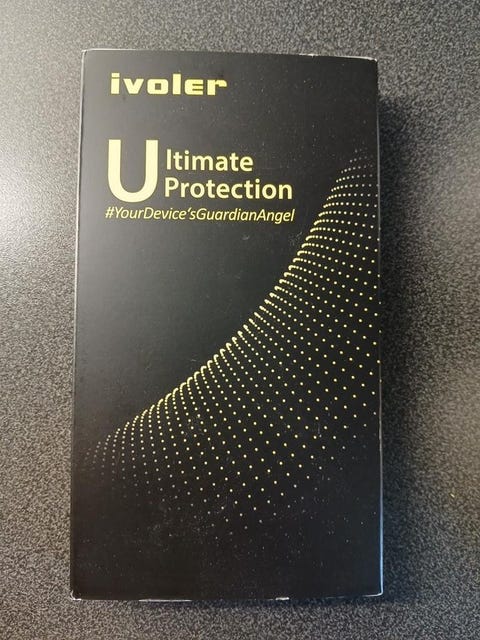 ivoler
Ultimate
Protection
#YourDevice'sGuardianAngel